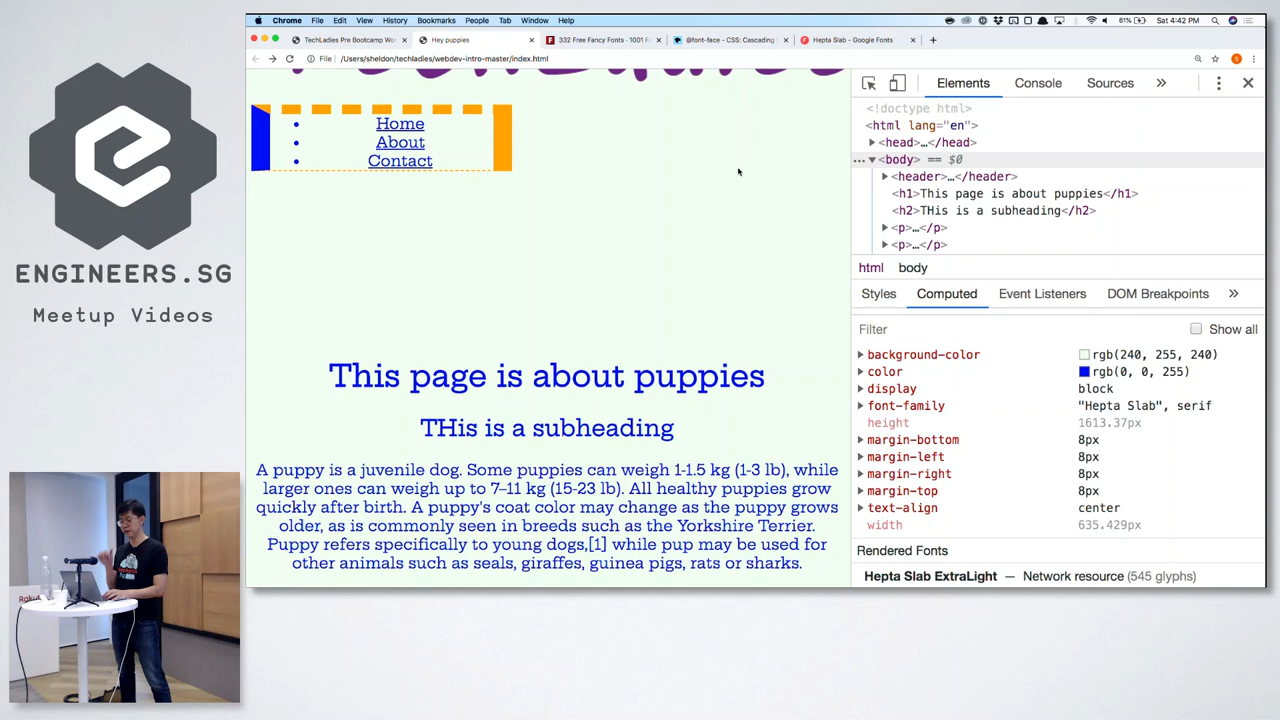 Chrome File Edit View History Bookmarks People Tab Window Help
61% Sat 4:42 PM
TechLadies Pre Bootcamp Wor
Hey puppies
332 Free Fancy Fonts · 1001 F
@font-face - CSS: Cascading S
Hepta Slab - Google Fonts
File /Users/sheldon/techladies/webdev-intro-master/index.html
S
Home
About
Contact
This page is about puppies
THis is a subheading
A puppy is a juvenile dog. Some puppies can weigh 1-1.5 kg (1-3 lb), while
larger ones can weigh up to 7–11 kg (15-23 lb). All healthy puppies grow
quickly after birth. A puppy's coat color may change as the puppy grows
older, as is commonly seen in breeds such as the Yorkshire Terrier.
Puppy refers specifically to young dogs,[1] while pup may be used for
other animals such as seals, giraffes, guinea pigs, rats or sharks.
Elements Console Sources »
<!doctype html>
<html lang="en">
<head>…</head>
<body> == $0
<header>…</header>
<h1>This page is about puppies</h1>
<h2>THis is a subheading</h2>
<p>…</p>
<p>…</p>
html body
Styles Computed Event Listeners DOM Breakpoints »
Filter Show all
background-color rgb(240, 255, 240)
color rgb(0, 0, 255)
display block
font-family "Hepta Slab", serif
height 1613.37px
margin-bottom 8px
margin-left 8px
margin-right 8px
margin-top 8px
text-align center
width 635.429px
Rendered Fonts
Hepta Slab ExtraLight — Network resource (545 glyphs)
ENGINEERS.SG
Meetup Videos